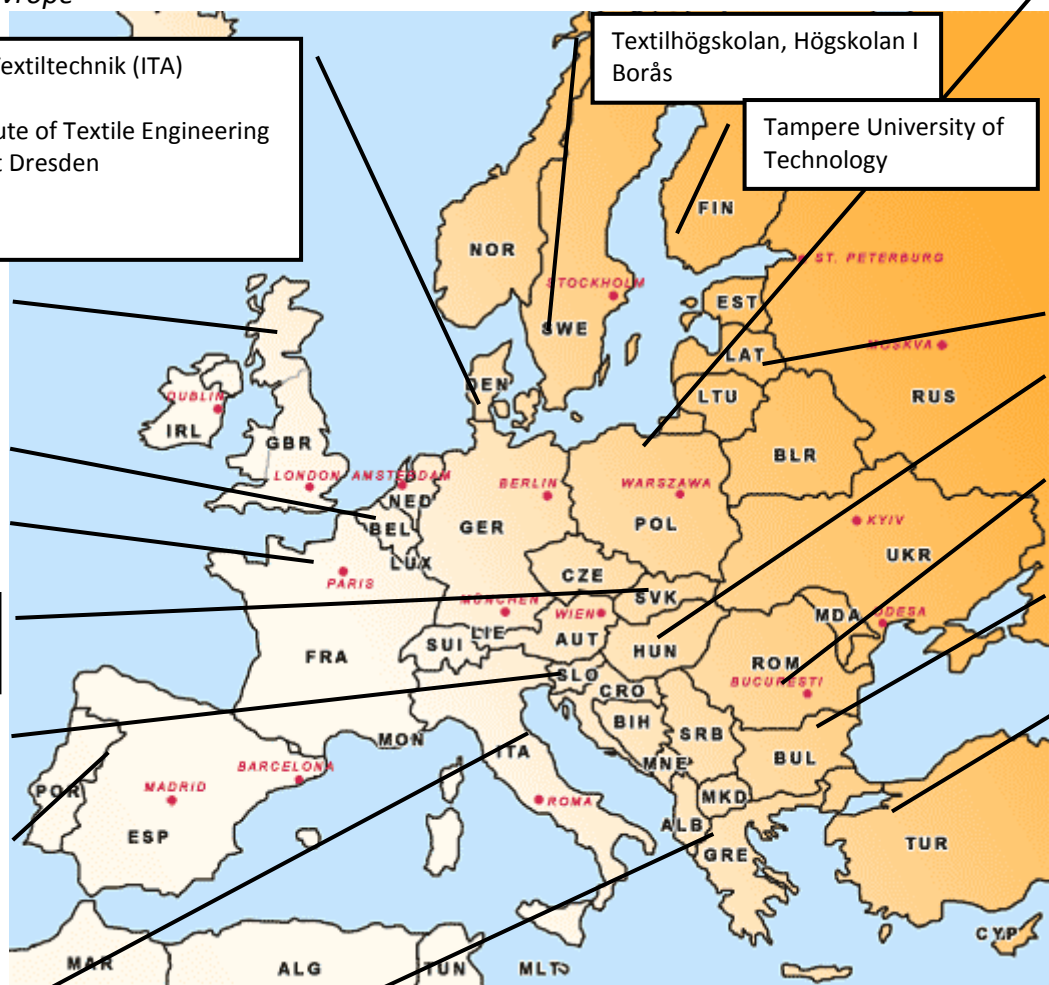 Textilhögskolan, Högskolan I
Borås
extiltechnik (ITA)
ute of Textile Engineering
t Dresden
Tampere University of
Technology
FIN
NOR
ST. PETERBURG
STOCKHOLM
EST
SWE
LAT
MOSKVA
DEN
LTU
RUS
DUBLIN
IRL
GBR
BLR
LONDON
AMSTERDAM
NED
BERLIN
WARSZAWA
BEL
GER
POL
KYIV
LUX
UKR
PARIS
CZE
SVK
MÜNCHEN
WIEN
MDA
ODESA
LIE
SUI
AUT
HUN
FRA
ROM
SLO
BUCURESTI
CRO
BIH
SRB
MON
ITA
BUL
MNE
BARCELONA
MADRID
POR
MKD
ROMA
ALB
ESP
GRE
TUR
CYP
MAR
ALG
TUN
MLT